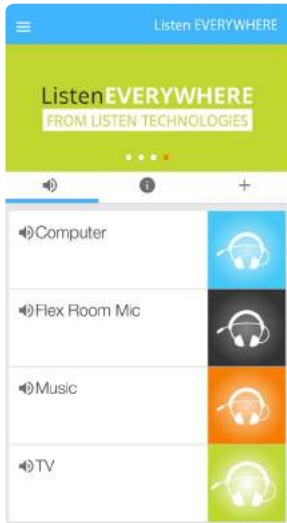 Listen EVERYWHERE
ListenEVERYWHERE
FROM LISTEN TECHNOLOGIES
Computer
Flex Room Mic
Music
TV